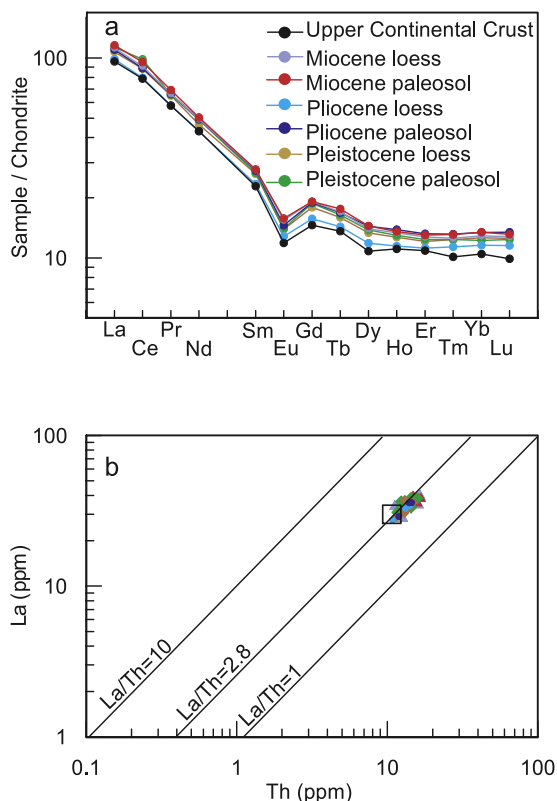 a
Upper Continental Crust
Miocene loess
Miocene paleosol
Pliocene loess
Pliocene paleosol
Pleistocene loess
Pleistocene paleosol
Sample / Chondrite
100
10
La Pr Sm Gd Dy Er Yb
Ce Nd Eu Tb Ho Tm Lu
b
La (ppm)
100
10
1
La/Th=10
La/Th=2.8
La/Th=1
0.1 1 10 100
Th (ppm)